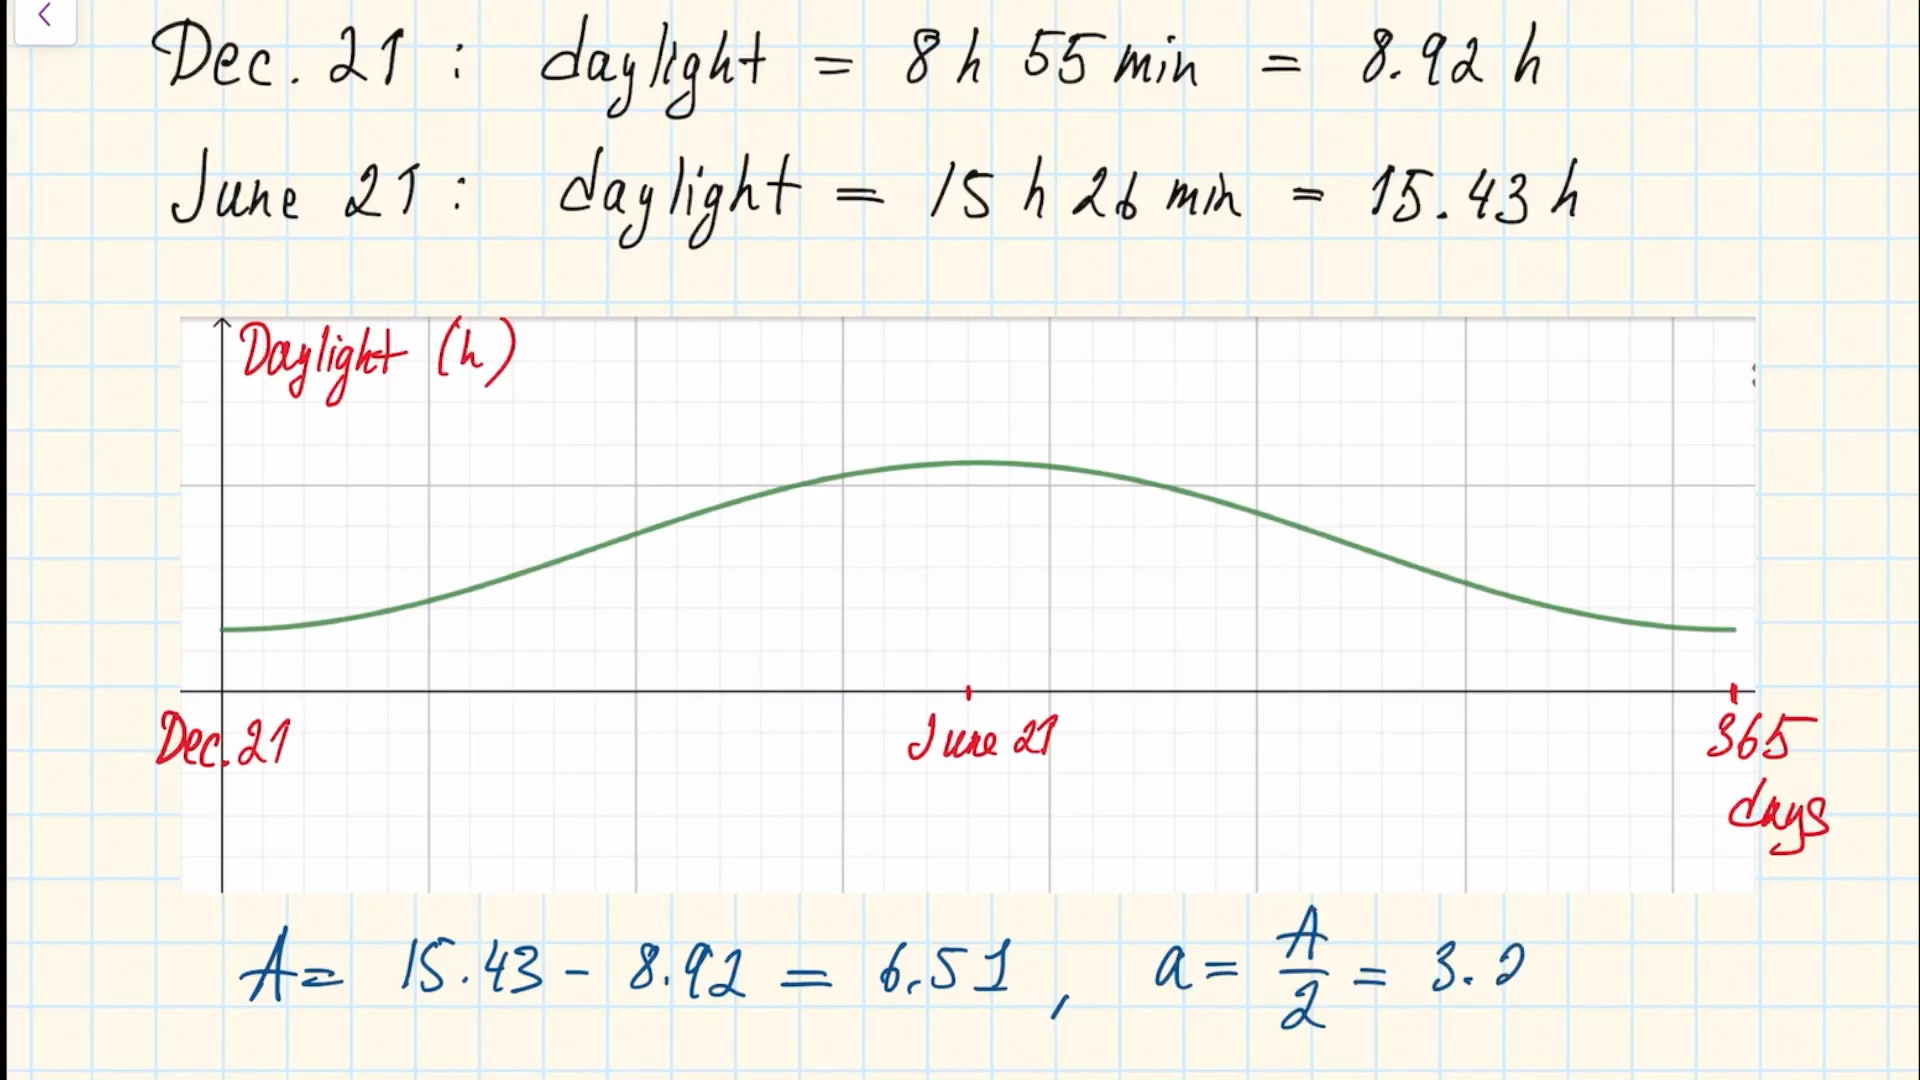 Dec. 21 : daylight = 8 h 55 min = 8.92 h
June 21 : daylight = 15 h 26 min = 15.43 h
Daylight (h)
Dec. 21 June 21 365
days
A = 15.43 - 8.92 = 6.51 , a = A/2 = 3.2